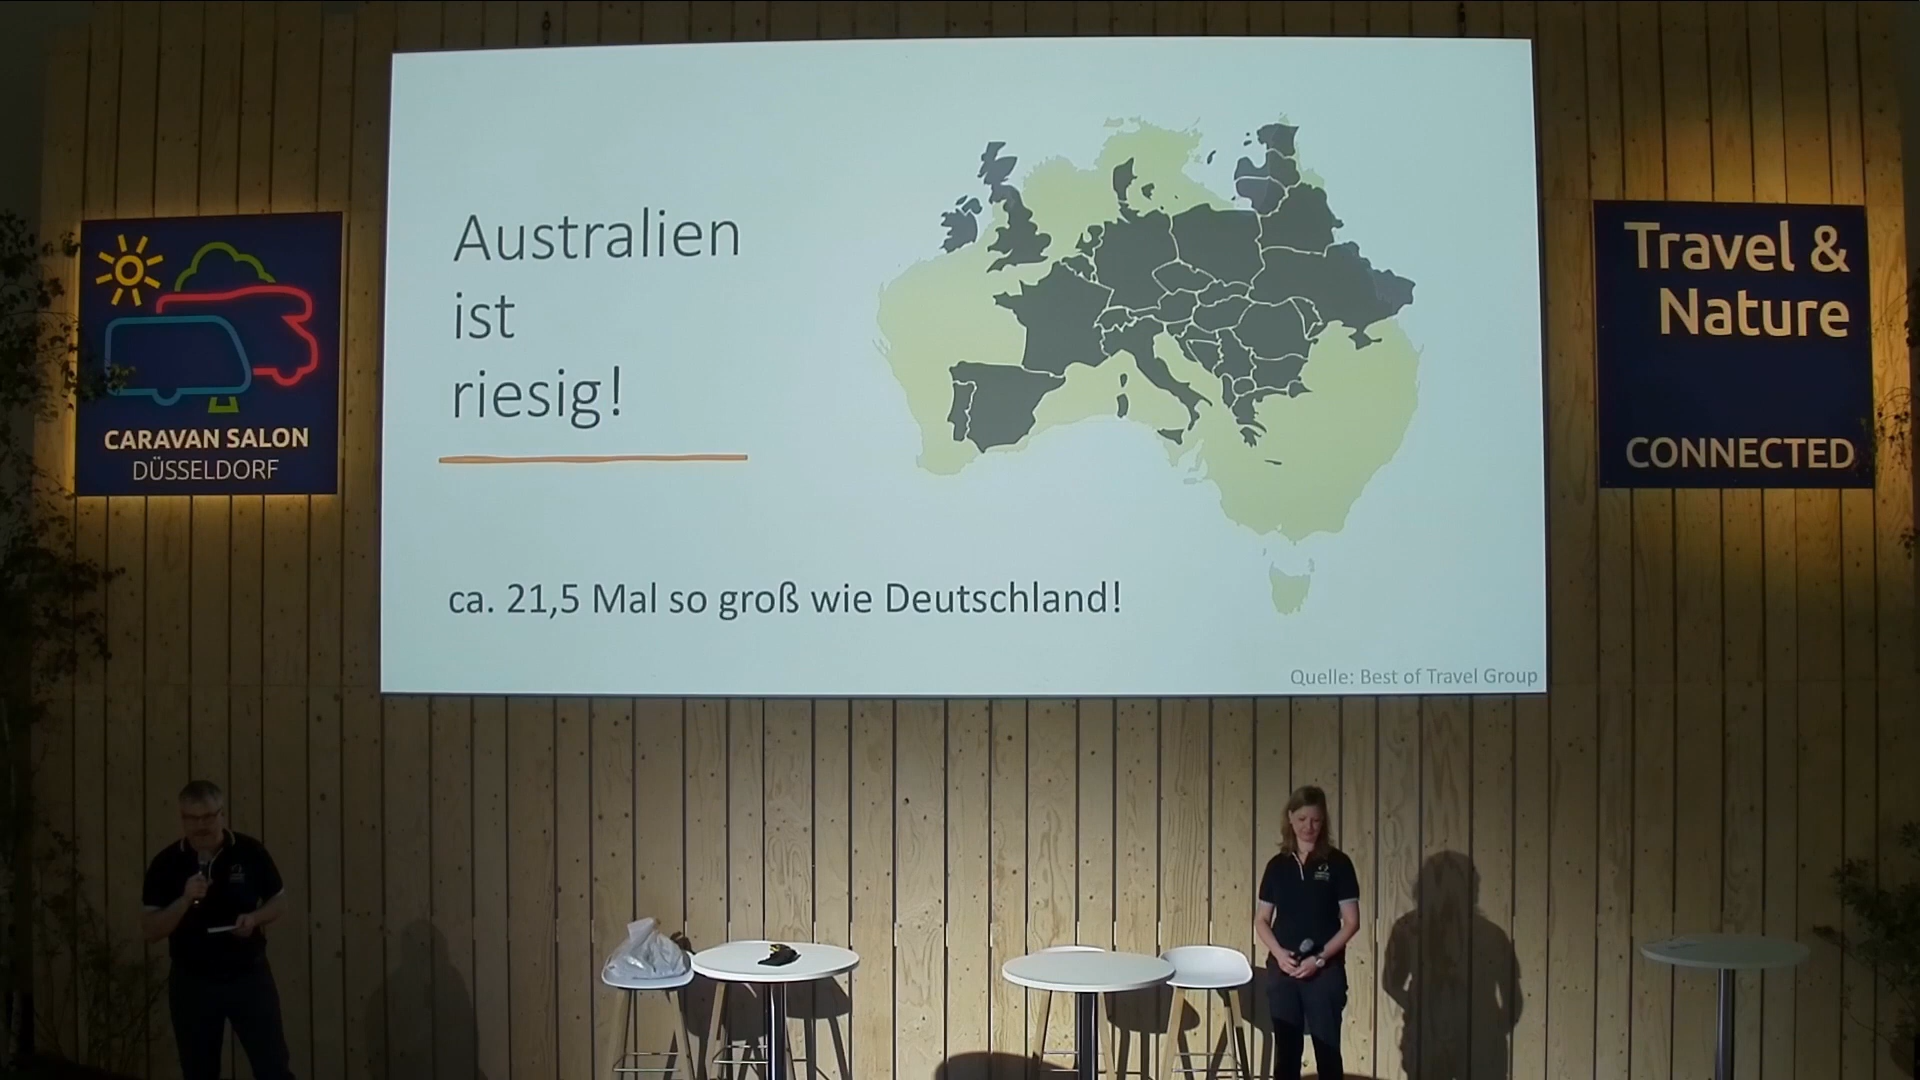 Australien
ist
riesig!
ca. 21,5 Mal so groß wie Deutschland!
Quelle: Best of Travel Group
CARAVAN SALON
DÜSSELDORF
Travel &
Nature
CONNECTED